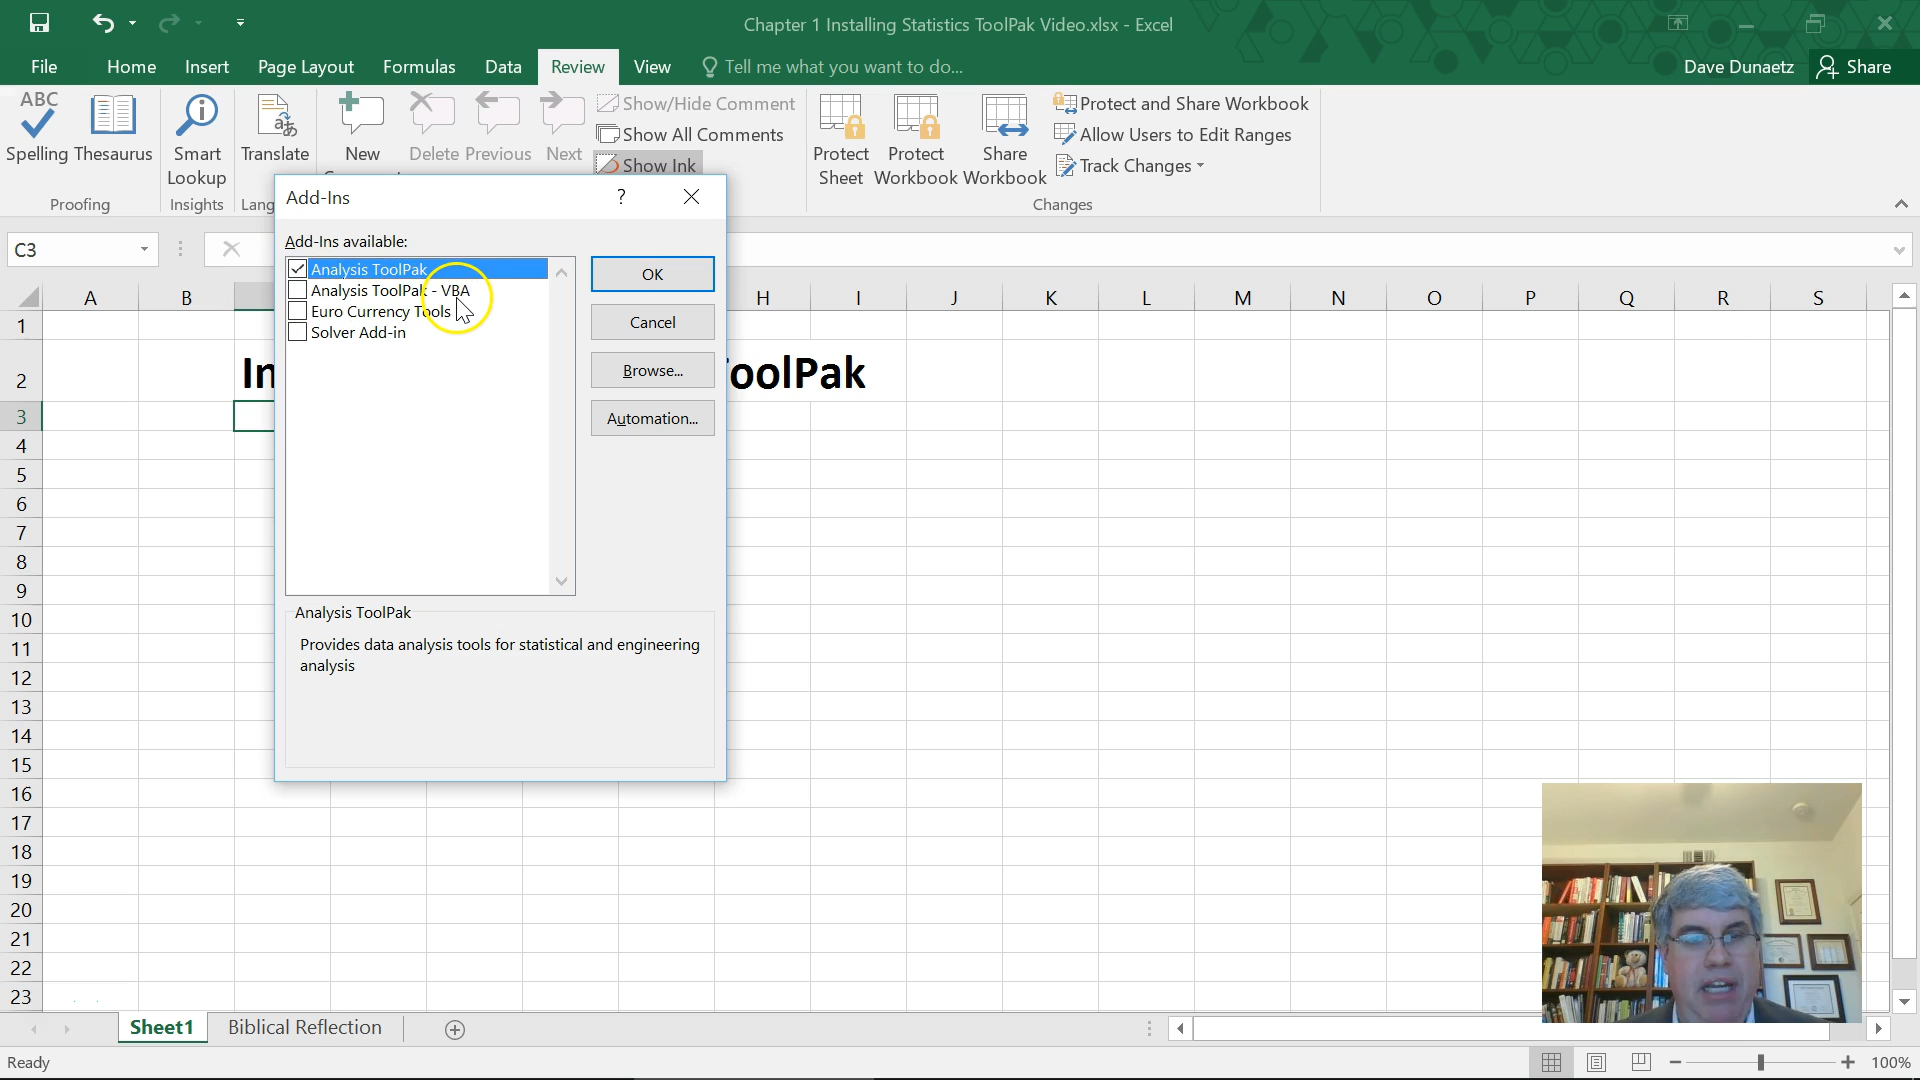 Chapter 1 Installing Statistics ToolPak Video.xlsx - Excel
File Home Insert Page Layout Formulas Data Review View Tell me what you want to do... Dave Dunaetz Share
ABC
Spelling Thesaurus
Proofing
Smart Lookup
Insights
Translate
Lang
New
Delete Previous Next
Show/Hide Comment
Show All Comments
Show Ink
Protect Sheet
Protect Workbook
Share Workbook
Protect and Share Workbook
Allow Users to Edit Ranges
Track Changes
Changes
C3
Add-Ins ?
Add-Ins available:
Analysis ToolPak
Analysis ToolPak - VBA
Euro Currency Tools
Solver Add-in
OK
Cancel
Browse...
Automation...
Analysis ToolPak
Provides data analysis tools for statistical and engineering
analysis
A B H I J K L M N O P Q R S
1
2 In oolPak
3
4
5
6
7
8
9
10
11
12
13
14
15
16
17
18
19
20
21
22
23
Sheet1 Biblical Reflection
Ready 100%